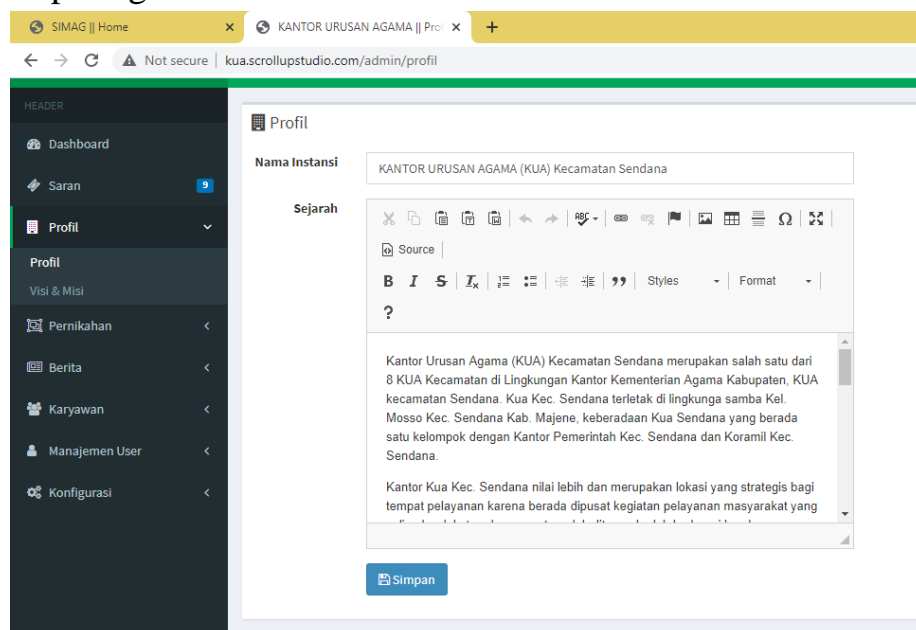 SIMAG || Home
KANTOR URUSAN AGAMA || Prof
Not secure
kua.scrollupstudio.com/admin/profil
HEADER
Dashboard
Saran
9
Profil
Profil
Visi & Misi
Pernikahan
Berita
Karyawan
Manajemen User
Konfigurasi
Profil
Nama Instansi
KANTOR URUSAN AGAMA (KUA) Kecamatan Sendana
Sejarah
ABC
Ω
Source
B I S Tx
Styles
Format
?
Kantor Urusan Agama (KUA) Kecamatan Sendana merupakan salah satu dari
8 KUA Kecamatan di Lingkungan Kantor Kementerian Agama Kabupaten, KUA
kecamatan Sendana. Kua Kec. Sendana terletak di lingkunga samba Kel.
Mosso Kec. Sendana Kab. Majene, keberadaan Kua Sendana yang berada
satu kelompok dengan Kantor Pemerintah Kec. Sendana dan Koramil Kec.
Sendana.
Kantor Kua Kec. Sendana nilai lebih dan merupakan lokasi yang strategis bagi
tempat pelayanan karena berada dipusat kegiatan pelayanan masyarakat yang
Simpan